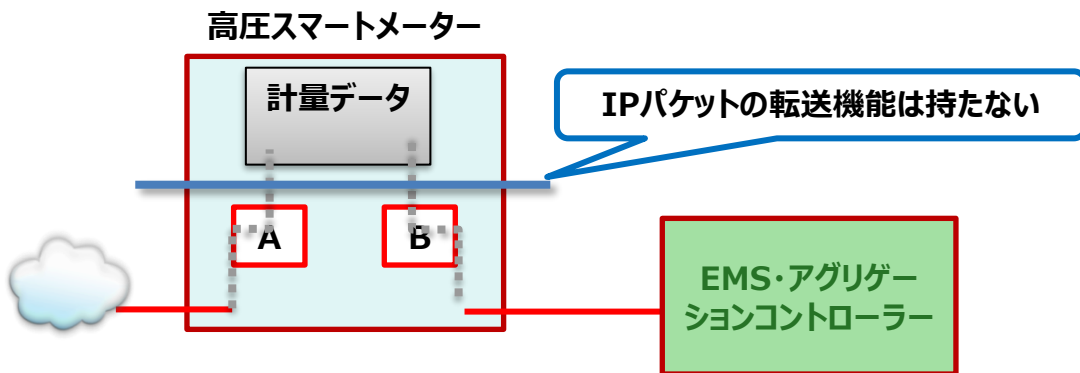 高圧スマートメーター
計量データ
IPパケットの転送機能は持たない
A
B
EMS・アグリゲー
ションコントローラー